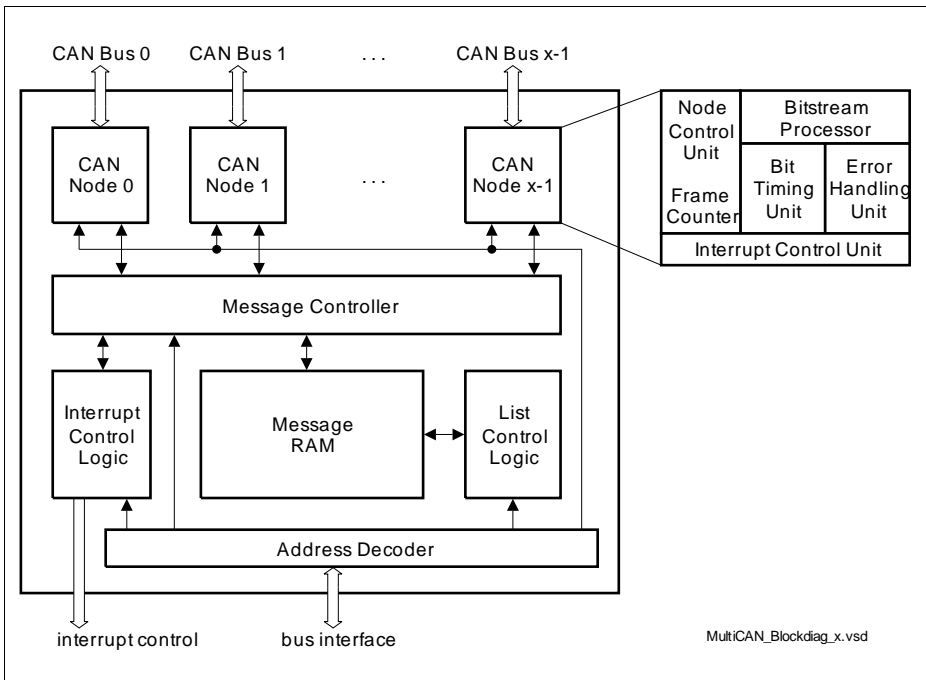 CAN Bus 0 CAN Bus 1 . . . CAN Bus x-1
CAN
Node 0
CAN
Node 1
. . .
CAN
Node x-1
Node
Control
Unit
Frame
Counter
Bitstream
Processor
Bit
Timing
Unit
Error
Handling
Unit
Interrupt Control Unit
Message Controller
Interrupt
Control
Logic
Message
RAM
List
Control
Logic
Address Decoder
interrupt control
bus interface
MultiCAN_Blockdiag_x.vsd